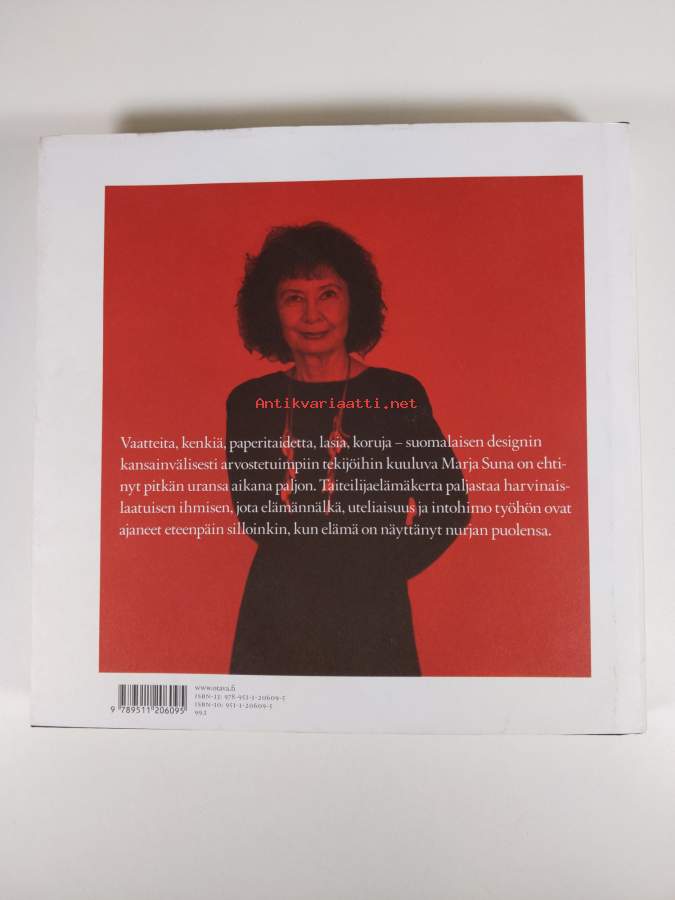 Antikvariaatti.net
Vaatteita, kenkiä, paperitaidetta, lasia, koruja – suomalaisen designin
kansainvälisesti arvostetuimpiin tekijöihin kuuluva Marja Suna on ehti-
nyt pitkän uransa aikana paljon. Taiteilijaelämäkerta paljastaa harvinais-
laatuisen ihmisen, jota elämännälkä, uteliaisuus ja intohimo työhön ovat
ajaneet eteenpäin silloinkin, kun elämä on näyttänyt nurjan puolensa.
www.otava.fi
ISBN-13: 978-951-1-20609-5
ISBN-10: 951-1-20609-5
99.2
9 789511 206095